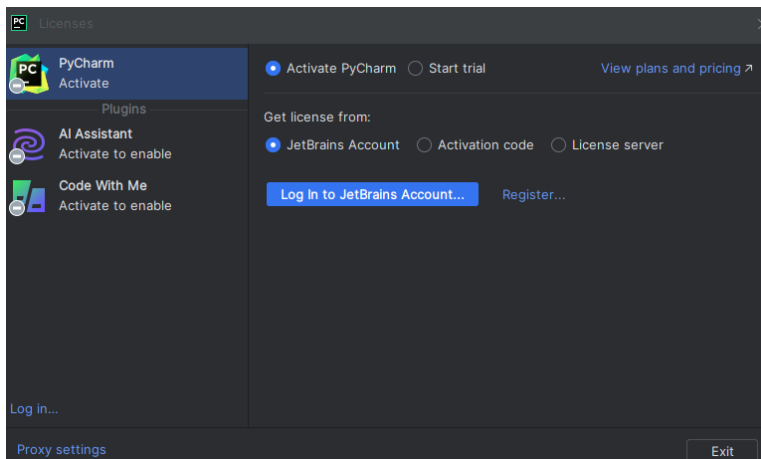 PC Licenses
PC PyCharm
Activate
Plugins
AI Assistant
Activate to enable
Code With Me
Activate to enable
Log in...
Activate PyCharm Start trial View plans and pricing ↗
Get license from:
JetBrains Account Activation code License server
Log In to JetBrains Account... Register...
Proxy settings Exit